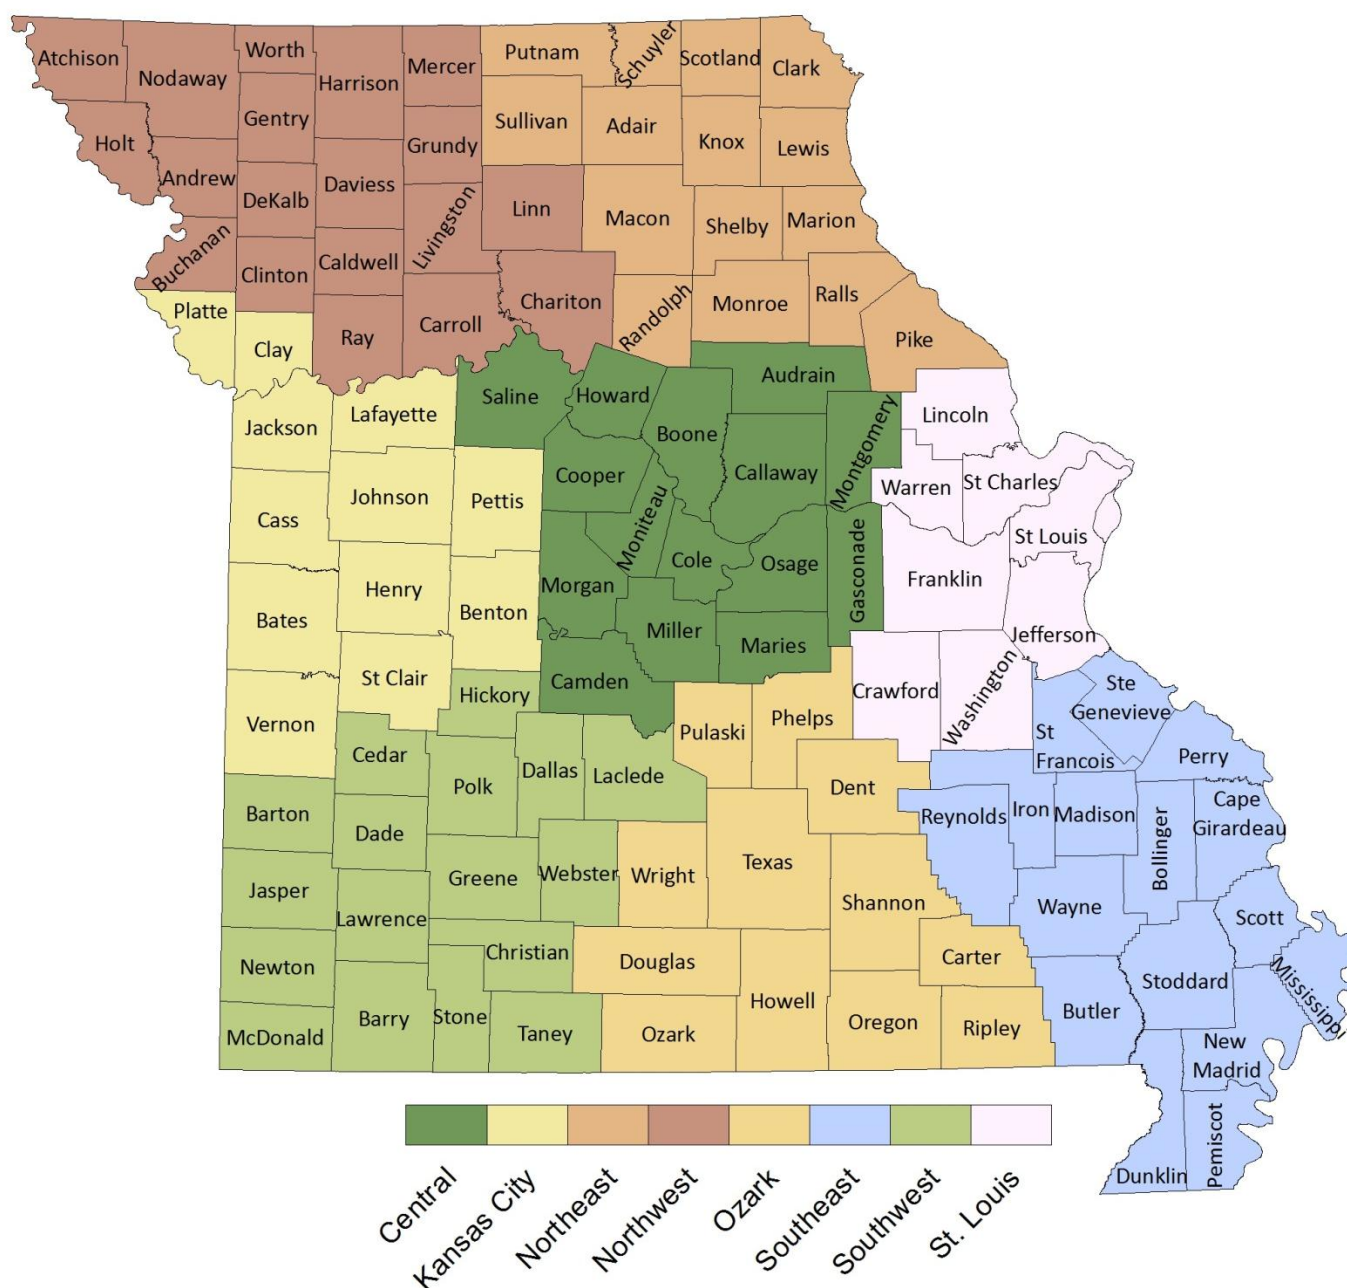 Atchison
Nodaway
Worth
Harrison
Mercer
Putnam
Schuyler
Scotland
Clark
Holt
Gentry
Grundy
Sullivan
Adair
Knox
Lewis
Andrew
DeKalb
Daviess
Livingston
Linn
Macon
Shelby
Marion
Buchanan
Clinton
Caldwell
Chariton
Randolph
Monroe
Ralls
Platte
Clay
Ray
Carroll
Pike
Saline
Howard
Audrain
Jackson
Lafayette
Boone
Lincoln
Cooper
Callaway
Montgomery
Warren
St Charles
Johnson
Pettis
Cass
Moniteau
St Louis
Henry
Morgan
Cole
Osage
Gasconade
Franklin
Bates
Benton
Miller
Maries
Jefferson
St Clair
Hickory
Camden
Crawford
Washington
Ste
Genevieve
Vernon
Pulaski
Phelps
St
Francois
Perry
Cedar
Polk
Dallas
Laclede
Dent
Barton
Dade
Reynolds
Iron
Madison
Bollinger
Cape
Girardeau
Jasper
Greene
Webster
Wright
Texas
Lawrence
Shannon
Wayne
Scott
Newton
Christian
Douglas
Carter
Stoddard
Mississippi
McDonald
Barry
Stone
Taney
Ozark
Howell
Oregon
Ripley
Butler
New
Madrid
Dunklin
Pemiscot
Central
Kansas City
Northeast
Northwest
Ozark
Southeast
Southwest
St. Louis